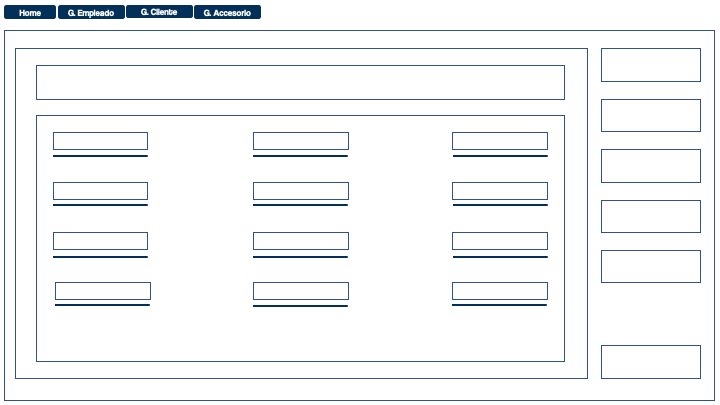 Home
G. Empleado
G. Cliente
G. Accesorio